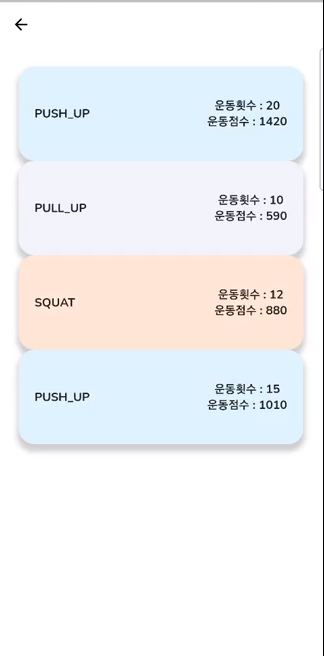 PUSH_UP
운동횟수 : 20
운동점수 : 1420
PULL_UP
운동횟수 : 10
운동점수 : 590
SQUAT
운동횟수 : 12
운동점수 : 880
PUSH_UP
운동횟수 : 15
운동점수 : 1010